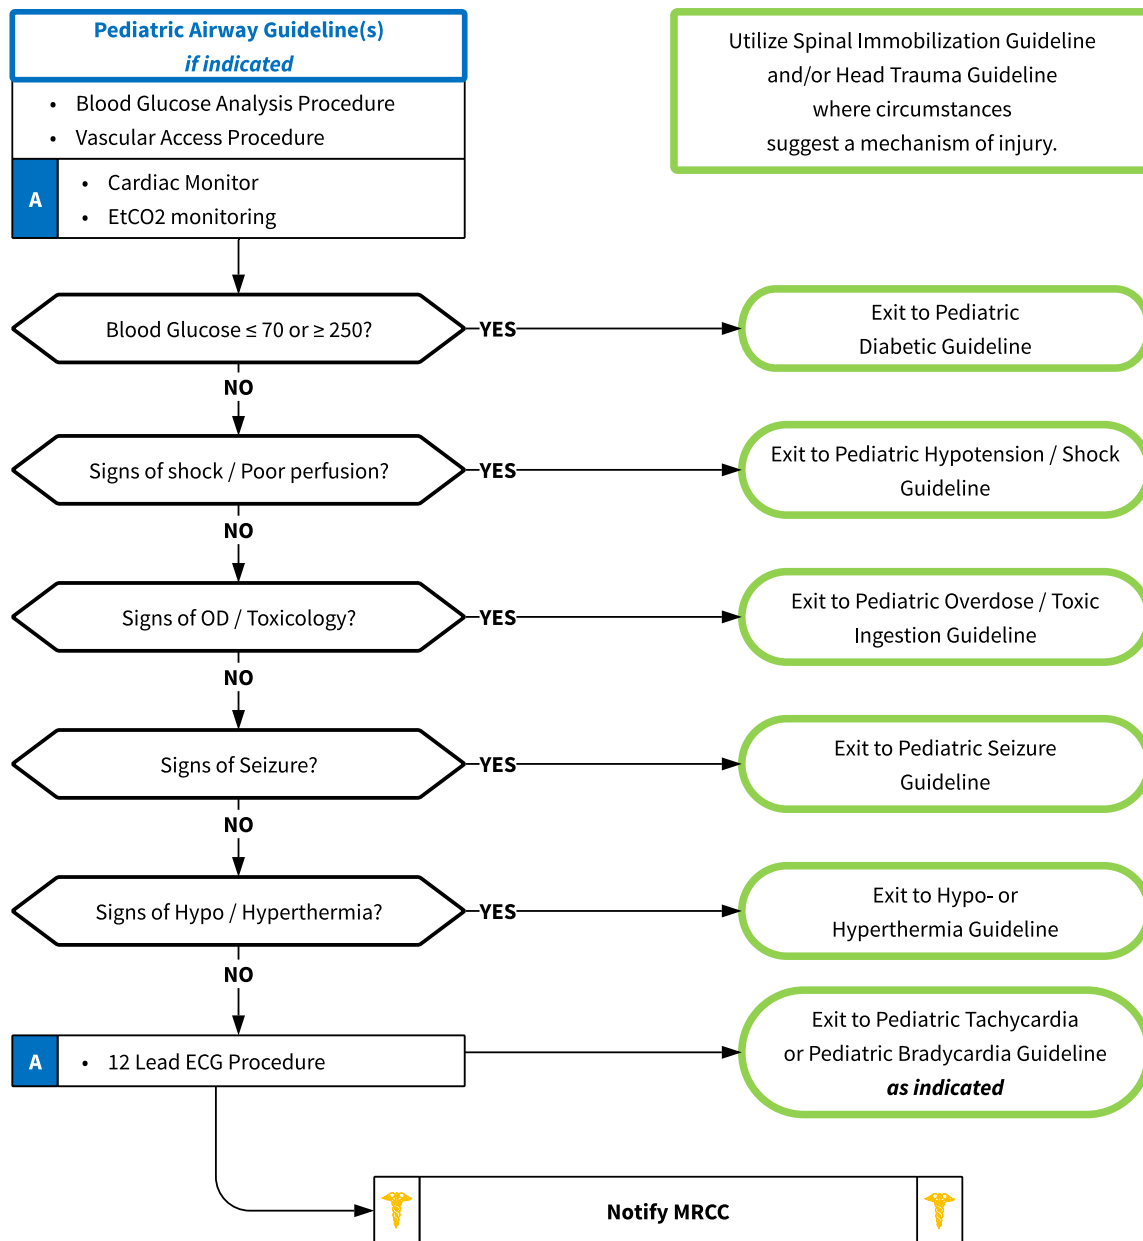 Pediatric Airway Guideline(s)
if indicated
• Blood Glucose Analysis Procedure
• Vascular Access Procedure
A
• Cardiac Monitor
• EtCO2 monitoring
Utilize Spinal Immobilization Guideline
and/or Head Trauma Guideline
where circumstances
suggest a mechanism of injury.
Blood Glucose ≤ 70 or ≥ 250?
YES
Exit to Pediatric
Diabetic Guideline
NO
Signs of shock / Poor perfusion?
YES
Exit to Pediatric Hypotension / Shock
Guideline
NO
Signs of OD / Toxicology?
YES
Exit to Pediatric Overdose / Toxic
Ingestion Guideline
NO
Signs of Seizure?
YES
Exit to Pediatric Seizure
Guideline
NO
Signs of Hypo / Hyperthermia?
YES
Exit to Hypo- or
Hyperthermia Guideline
NO
A
• 12 Lead ECG Procedure
Exit to Pediatric Tachycardia
or Pediatric Bradycardia Guideline
as indicated
Notify MRCC